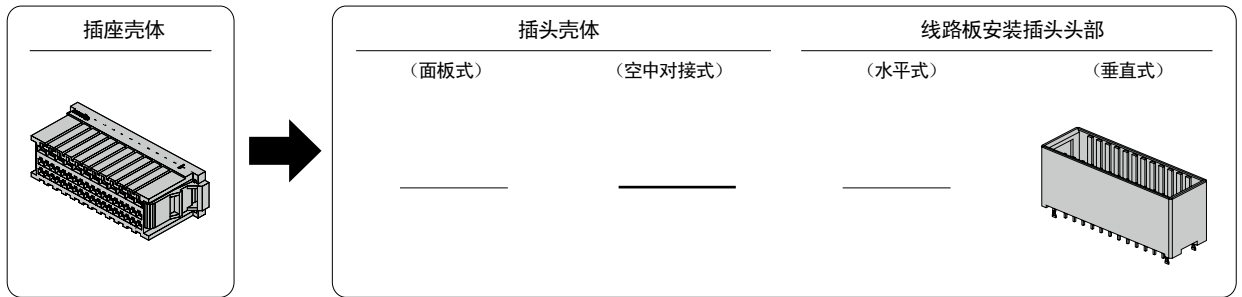 插座壳体
插头壳体
线路板安装插头头部
（面板式）
（空中对接式）
（水平式）
（垂直式）